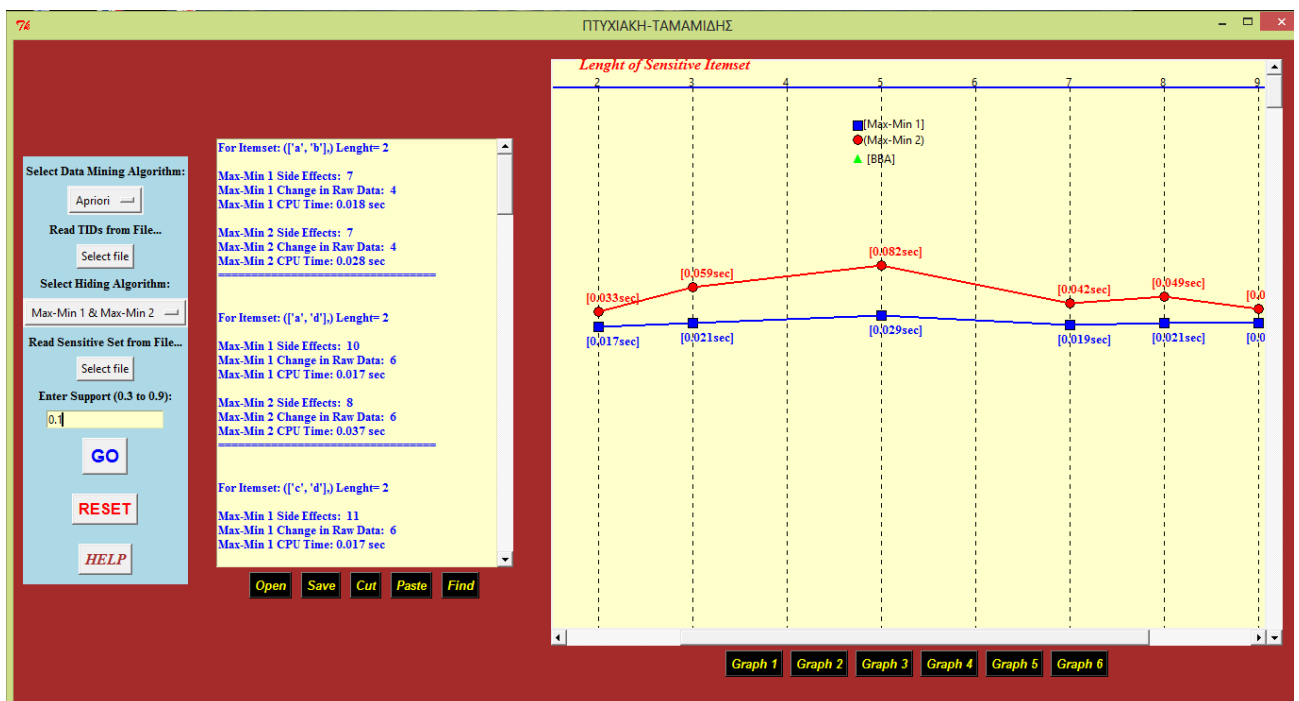 ΠΤΥΧΙΑΚΗ-ΤΑΜΑΜΙΔΗΣ
Select Data Mining Algorithm:
Apriori
Read TIDs from File...
Select file
Select Hiding Algorithm:
Max-Min 1 & Max-Min 2
Read Sensitive Set from File...
Select file
Enter Support (0.3 to 0.9):
0.1
GO
RESET
HELP
For Itemset: (['a', 'b'],) Lenght= 2
Max-Min 1 Side Effects: 7
Max-Min 1 Change in Raw Data: 4
Max-Min 1 CPU Time: 0.018 sec
Max-Min 2 Side Effects: 7
Max-Min 2 Change in Raw Data: 4
Max-Min 2 CPU Time: 0.028 sec
==================================
For Itemset: (['a', 'd'],) Lenght= 2
Max-Min 1 Side Effects: 10
Max-Min 1 Change in Raw Data: 6
Max-Min 1 CPU Time: 0.017 sec
Max-Min 2 Side Effects: 8
Max-Min 2 Change in Raw Data: 6
Max-Min 2 CPU Time: 0.037 sec
==================================
For Itemset: (['c', 'd'],) Lenght= 2
Max-Min 1 Side Effects: 11
Max-Min 1 Change in Raw Data: 6
Max-Min 1 CPU Time: 0.017 sec
Open Save Cut Paste Find
Lenght of Sensitive Itemset
2 3 4 5 6 7 8 9
[Max-Min 1]
(Max-Min 2)
[BBA]
[0.033sec] [0.059sec] [0.082sec] [0.042sec] [0.049sec] [0.0
[0.017sec] [0.021sec] [0.029sec] [0.019sec] [0.021sec] [0.0
Graph 1 Graph 2 Graph 3 Graph 4 Graph 5 Graph 6